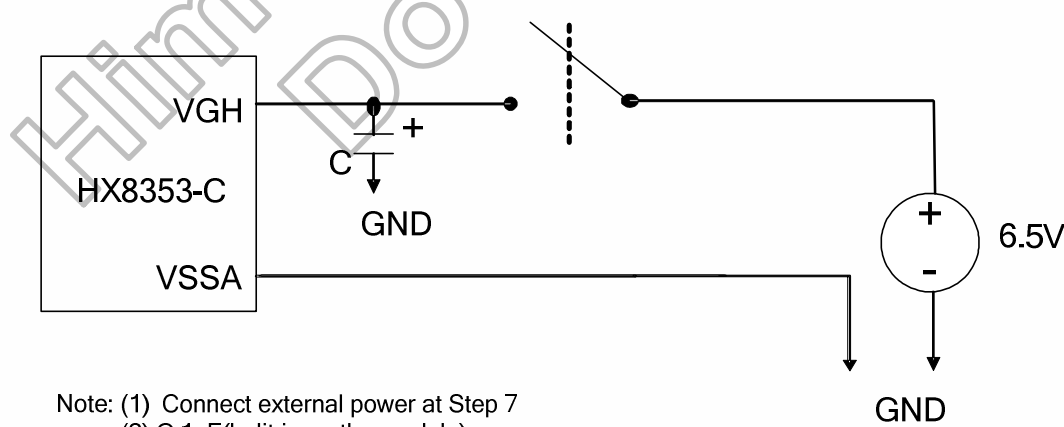 VGH
+
C
HX8353-C
GND
+
6.5V
-
VSSA
Note: (1) Connect external power at Step 7
GND